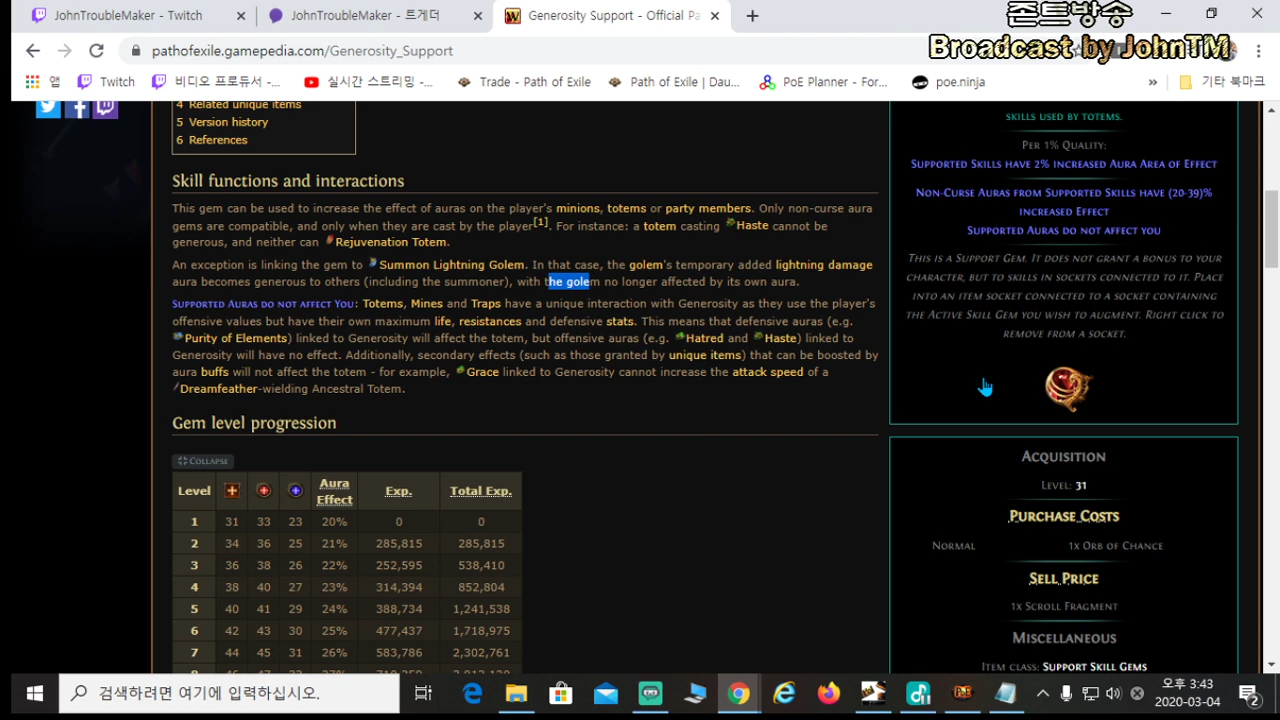 JohnTroubleMaker - Twitch
JohnTroubleMaker - 트게더
Generosity Support - Official Pa
존트방송
Broadcast by JohnTM
pathofexile.gamepedia.com/Generosity_Support
앱
Twitch
비디오 프로듀서 -...
실시간 스트리밍 -...
Trade - Path of Exile
Path of Exile | Dau...
PoE Planner - For...
poe.ninja
»
기타 북마크
4 Related unique items
5 Version history
6 References
Skill functions and interactions
This gem can be used to increase the effect of auras on the player's minions, totems or party members. Only non-curse aura
gems are compatible, and only when they are cast by the player[1]. For instance: a totem casting Haste cannot be
generous, and neither can Rejuvenation Totem.
An exception is linking the gem to Summon Lightning Golem. In that case, the golem's temporary added lightning damage
aura becomes generous to others (including the summoner), with the golem no longer affected by its own aura.
Supported Auras do not affect You: Totems, Mines and Traps have a unique interaction with Generosity as they use the player's
offensive values but have their own maximum life, resistances and defensive stats. This means that defensive auras (e.g.
Purity of Elements) linked to Generosity will affect the totem, but offensive auras (e.g. Hatred and Haste) linked to
Generosity will have no effect. Additionally, secondary effects (such as those granted by unique items) that can be boosted by
aura buffs will not affect the totem - for example, Grace linked to Generosity cannot increase the attack speed of a
Dreamfeather-wielding Ancestral Totem.
Gem level progression
Collapse
Level Aura Effect Exp. Total Exp.
1 31 33 23 20% 0 0
2 34 36 25 21% 285,815 285,815
3 36 38 26 22% 252,595 538,410
4 38 40 27 23% 314,394 852,804
5 40 41 29 24% 388,734 1,241,538
6 42 43 30 25% 477,437 1,718,975
7 44 45 31 26% 583,786 2,302,761
skills used by totems.
Per 1% Quality:
Supported Skills have 2% increased Aura Area of Effect
Non-Curse Auras from Supported Skills have (20-39)%
increased Effect
Supported Auras do not affect you
This is a Support Gem. It does not grant a bonus to your
character, but to skills in sockets connected to it. Place
into an item socket connected to a socket containing
the Active Skill Gem you wish to augment. Right click to
remove from a socket.
Acquisition
Level: 31
Purchase Costs
Normal 1x Orb of Chance
Sell Price
1x Scroll Fragment
Miscellaneous
Item class: Support Skill Gems
검색하려면 여기에 입력하십시오.
오후 3:43
2020-03-04
2